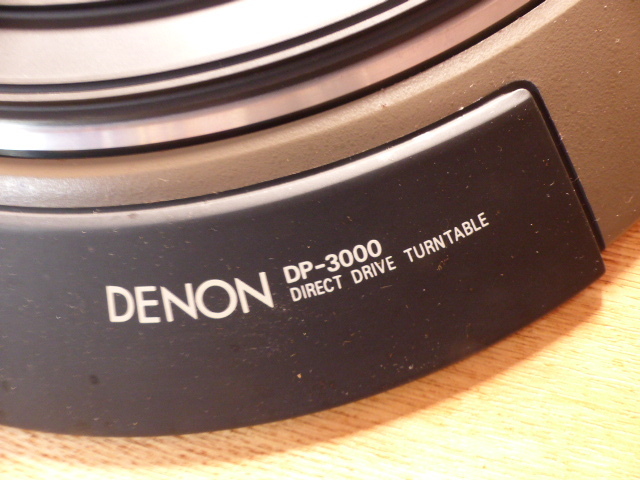 DENON
DP-3000
DIRECT DRIVE TURNTABLE